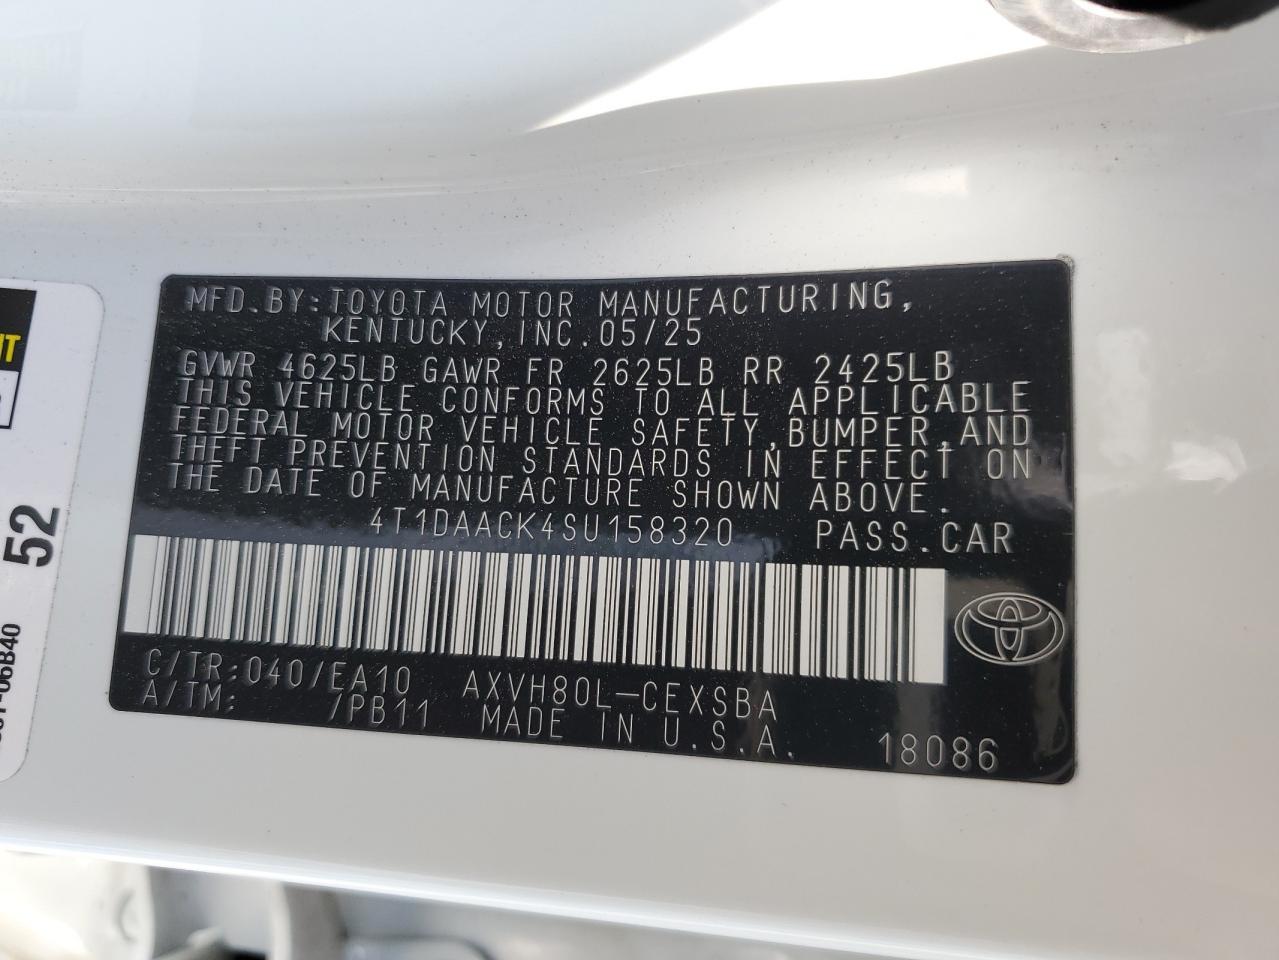 MFD.BY:TOYOTA MOTOR MANUFACTURING,
KENTUCKY,INC.05/25
GVWR 4625LB GAWR FR 2625LB RR 2425LB
THIS VEHICLE CONFORMS TO ALL APPLICABLE
FEDERAL MOTOR VEHICLE SAFETY,BUMPER,AND
THEFT PREVENTION STANDARDS IN EFFECT ON
THE DATE OF MANUFACTURE SHOWN ABOVE.
4T1DAACK4SU158320 PASS.CAR
C/TR:040/EA10 AXVH80L-CEXSBA
A/TM: /PB11 MADE IN U.S.A. 18086
52